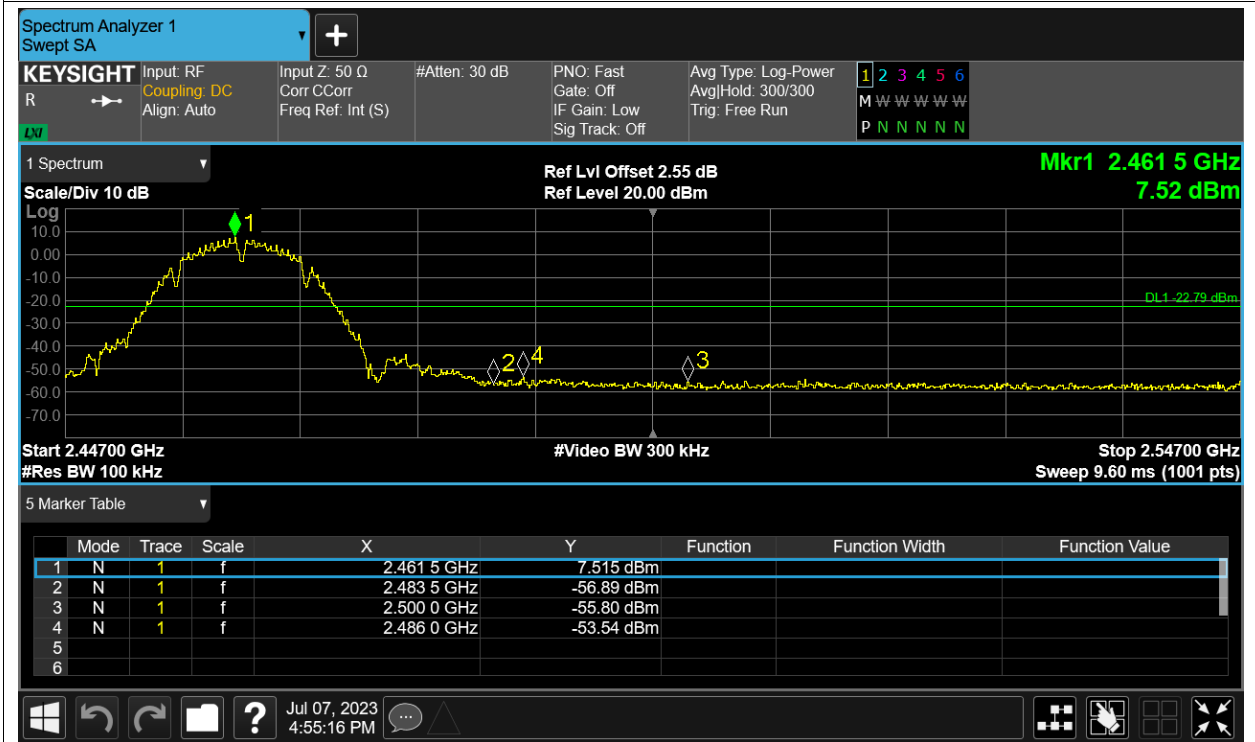 Spectrum Analyzer 1
Swept SA
+
KEYSIGHT Input: RF Input Z: 50 Ω #Atten: 30 dB PNO: Fast Avg Type: Log-Power 1 2 3 4 5 6
R Coupling: DC Corr CCorr Gate: Off Avg|Hold: 300/300 M W W W W W
Align: Auto Freq Ref: Int (S) IF Gain: Low Trig: Free Run
LXI Sig Track: Off P N N N N N
1 Spectrum Ref Lvl Offset 2.55 dB Mkr1 2.461 5 GHz
Scale/Div 10 dB Ref Level 20.00 dBm 7.52 dBm
Log
1
10.0
0.00
-10.0
-20.0
DL1 -22.79 dBm
-30.0
-40.0
2 4 3
-50.0
-60.0
-70.0
Start 2.44700 GHz #Video BW 300 kHz Stop 2.54700 GHz
#Res BW 100 kHz Sweep 9.60 ms (1001 pts)
5 Marker Table
Mode Trace Scale X Y Function Function Width Function Value
1 N 1 f 2.461 5 GHz 7.515 dBm
2 N 1 f 2.483 5 GHz -56.89 dBm
3 N 1 f 2.500 0 GHz -55.80 dBm
4 N 1 f 2.486 0 GHz -53.54 dBm
5
6
? Jul 07, 2023
4:55:16 PM